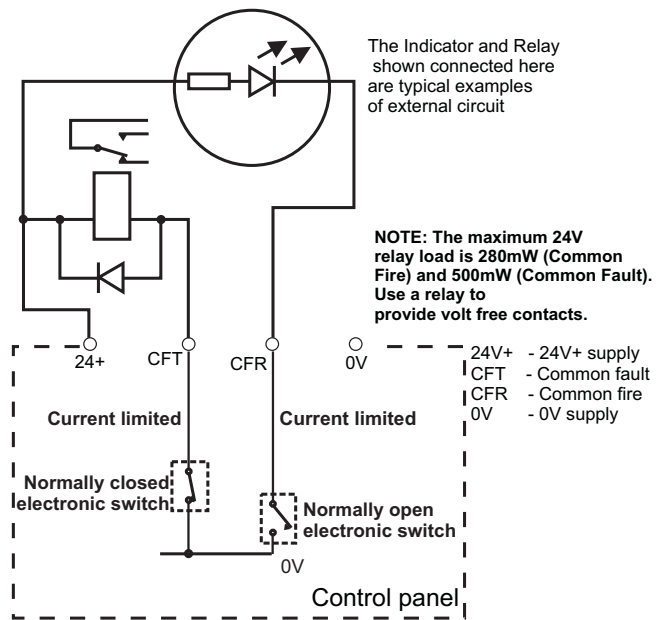 The Indicator and Relay
shown connected here
are typical examples
of external circuit
NOTE: The maximum 24V
relay load is 280mW (Common
Fire) and 500mW (Common Fault).
Use a relay to
provide volt free contacts.
24+ CFT CFR 0V
24V+ - 24V+ supply
CFT - Common fault
CFR - Common fire
0V - 0V supply
Current limited Current limited
Normally closed
electronic switch
Normally open
electronic switch
0V
Control panel